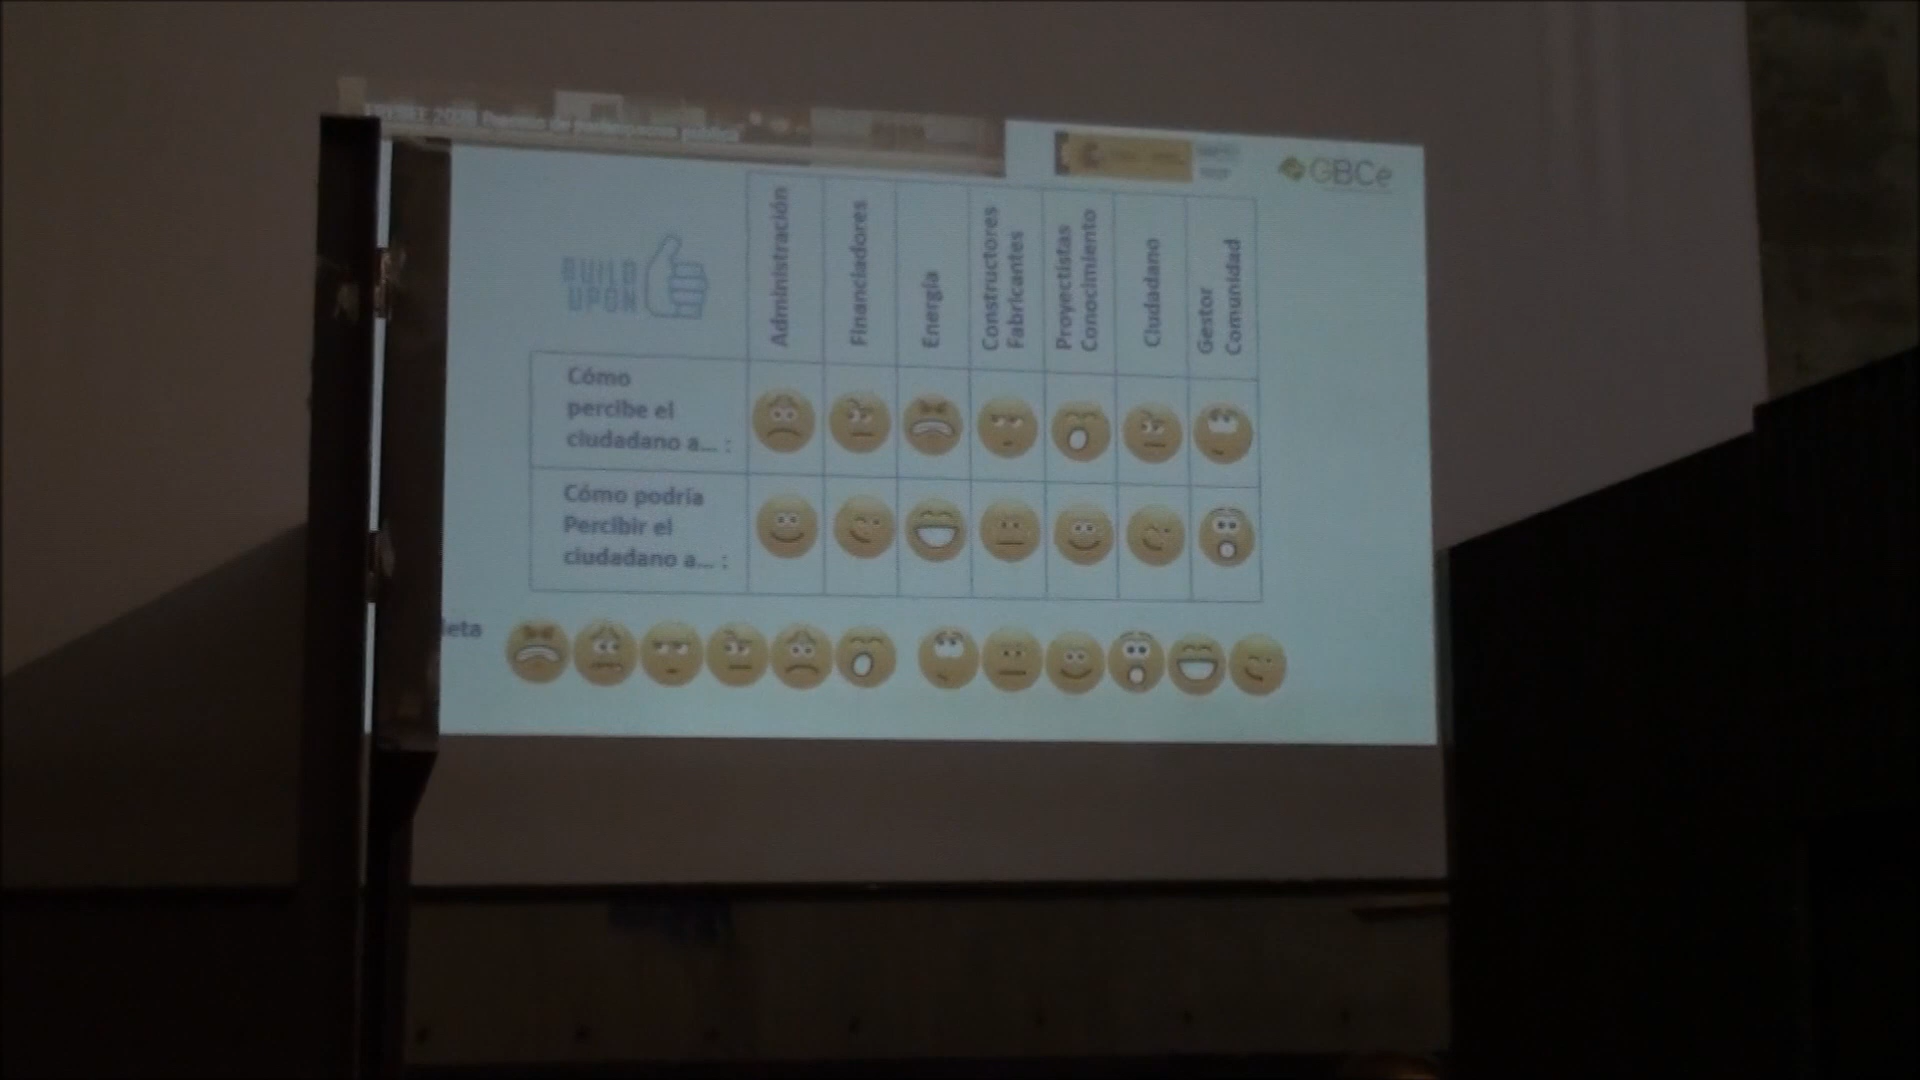 GBCe
BUILD
UPON
Administración
Financiadores
Energía
Constructores
Fabricantes
Proyectistas
Conocimiento
Ciudadano
Gestor
Comunidad
Cómo
percibe el
ciudadano a... :
Cómo podría
Percibir el
ciudadano a... :
leta